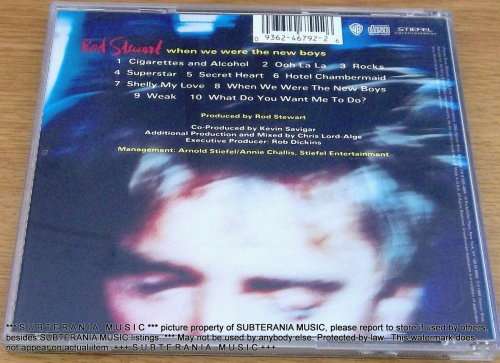 0 9362-46792-2 6
STIEFEL
entertainment
Rod Stewart when we were the new boys
1 Cigarettes and Alcohol 2 Ooh La La 3 Rocks
4 Superstar 5 Secret Heart 6 Hotel Chambermaid
7 Shelly My Love 8 When We Were The New Boys
9 Weak 10 What Do You Want Me To Do?
Produced by Rod Stewart
Co-Produced by Kevin Savigar
Additional Production and Mixed by Chris Lord-Alge
Executive Producer: Rob Dickins
Management: Arnold Stiefel/Annie Challis, Stiefel Entertainment
*** S U B T E R A N I A M U S I C *** picture property of SUBTERANIA MUSIC, please report to store if used by others,
besides SUBTERANIA MUSIC listings. *** May not be used by anybody else. Protected by law. This watermark does
not appear on actual item. +++ S U B T E R A N I A M U S I C +++